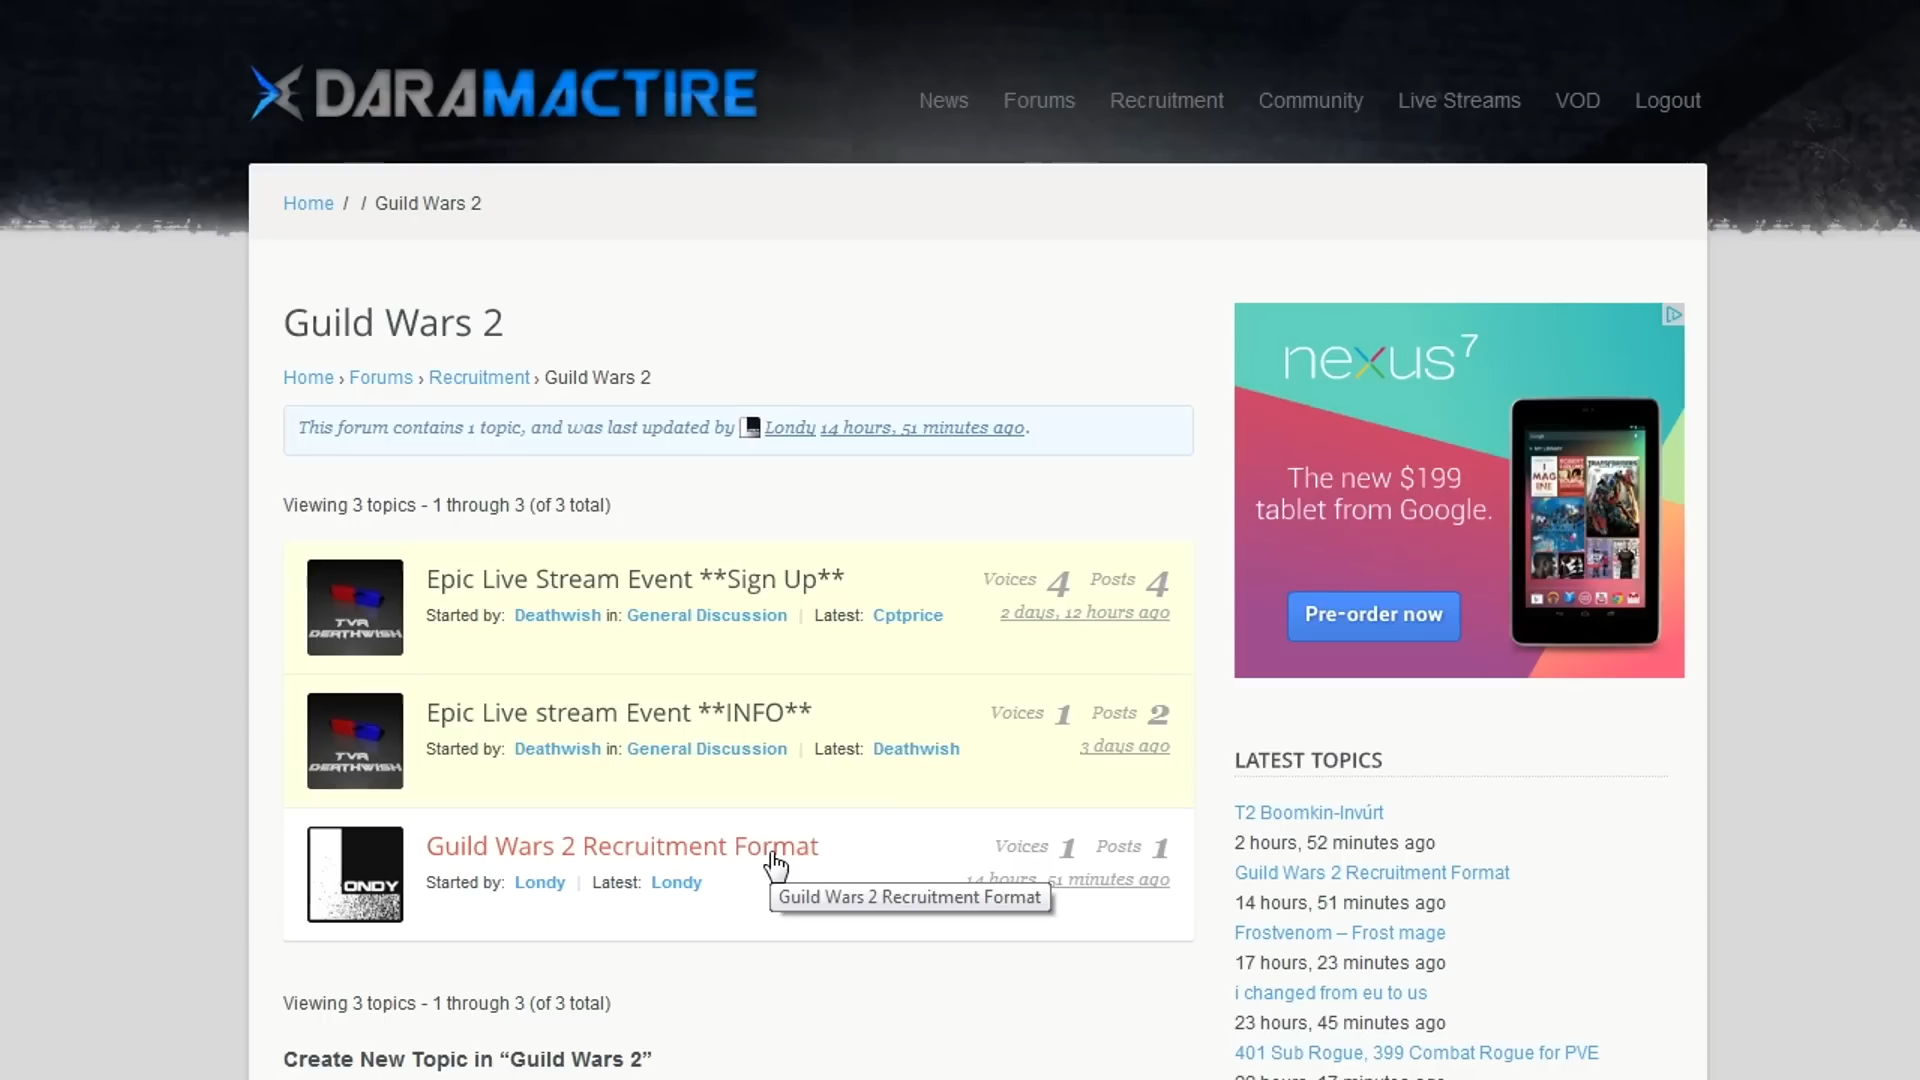 DARAMACTIRE
News Forums Recruitment Community Live Streams VOD Logout
Home / / Guild Wars 2
Guild Wars 2
Home › Forums › Recruitment › Guild Wars 2
This forum contains 1 topic, and was last updated by Londy 14 hours, 51 minutes ago.
Viewing 3 topics - 1 through 3 (of 3 total)
Epic Live Stream Event **Sign Up** Voices 4 Posts 4
Started by: Deathwish in: General Discussion | Latest: Cptprice 2 days, 12 hours ago
TVR
DEATHWISH
Epic Live stream Event **INFO** Voices 1 Posts 2
Started by: Deathwish in: General Discussion | Latest: Deathwish 3 days ago
TVR
DEATHWISH
Guild Wars 2 Recruitment Format Voices 1 Posts 1
Started by: Londy | Latest: Londy 14 hours, 51 minutes ago
LONDY
Guild Wars 2 Recruitment Format
Viewing 3 topics - 1 through 3 (of 3 total)
Create New Topic in “Guild Wars 2”
nexus 7
The new $199
tablet from Google.
Pre-order now
LATEST TOPICS
T2 Boomkin-Invúrt
2 hours, 52 minutes ago
Guild Wars 2 Recruitment Format
14 hours, 51 minutes ago
Frostvenom – Frost mage
17 hours, 23 minutes ago
i changed from eu to us
23 hours, 45 minutes ago
401 Sub Rogue, 399 Combat Rogue for PVE